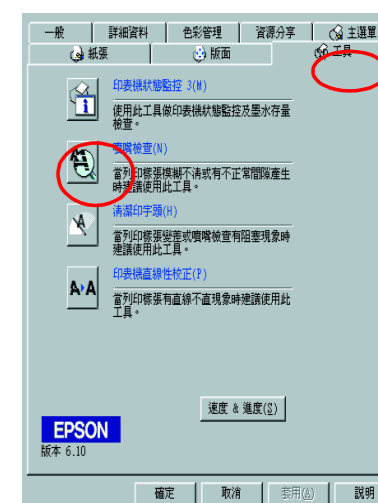 一般
詳細資料
色彩管理
資源分享
主選單
紙張
版面
工具
印表機狀態監控 3(M)
使用此工具做印表機狀態監控及墨水存量
檢查。
噴嘴檢查(N)
當列印樣張模糊不清或有不正常間隙產生
時建議使用此工具。
清潔印字頭(H)
當列印樣張變差或噴嘴檢查有阻塞現象時
建議使用此工具。
印表機直線性校正(P)
當列印樣張有直線不直現象時建議使用此
工具。
速度 & 進度(S)
EPSON
版本 6.10
確定
取消
套用(A)
說明